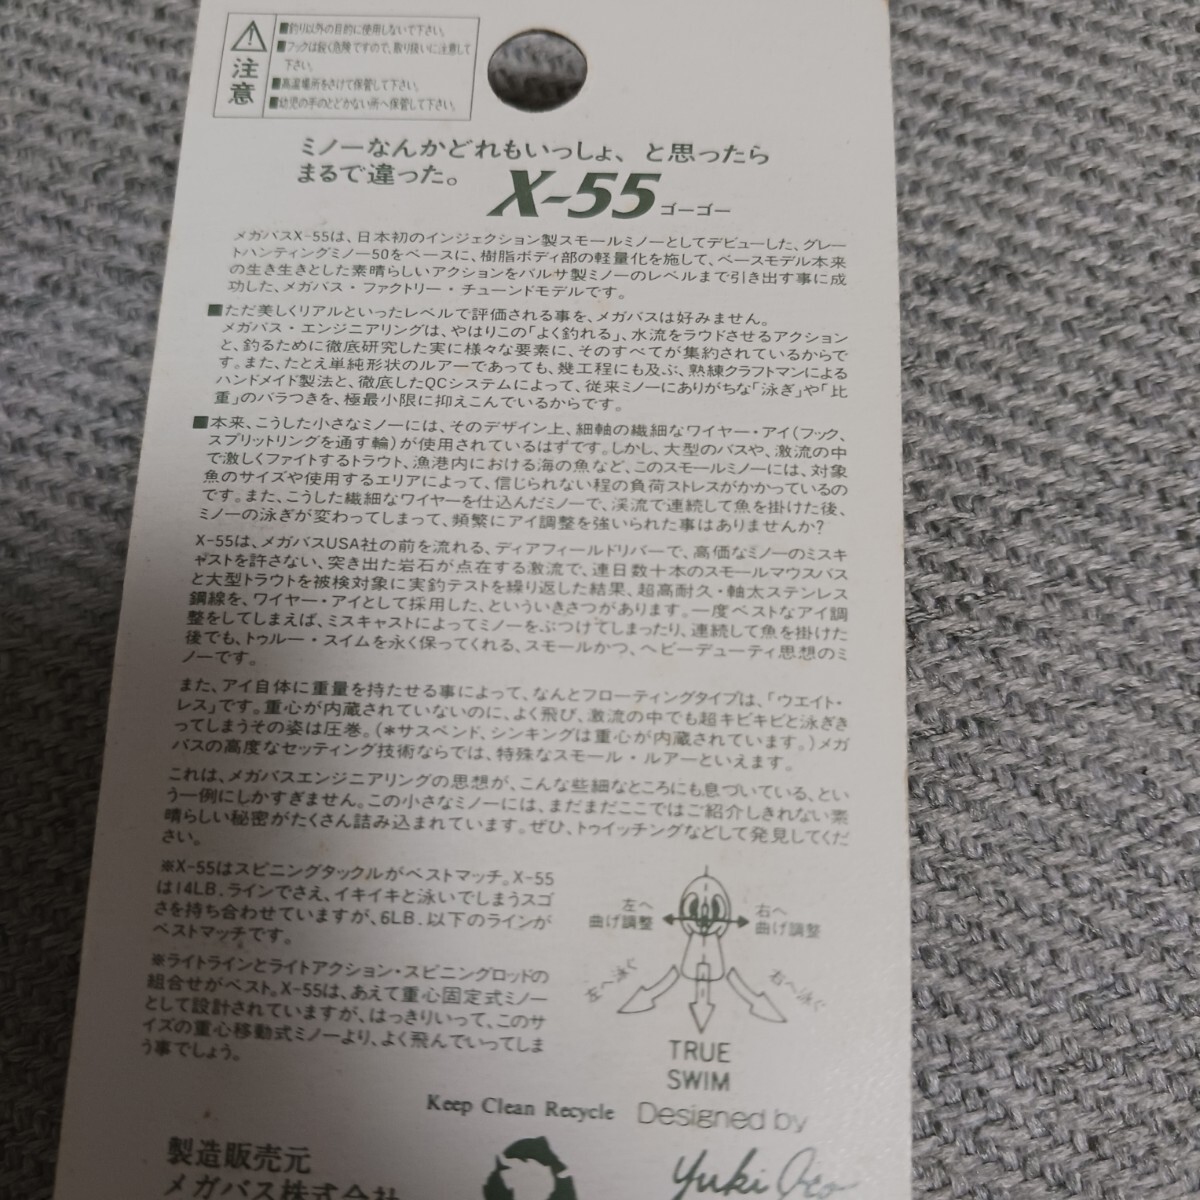 注意
■釣り以外の目的に使用しないで下さい。
■フックは鋭く危険ですので、取り扱いに注意して
下さい。
■高温場所をさけて保管して下さい。
■幼児の手のとどかない所へ保管して下さい。
ミノーなんかどれもいっしょ、と思ったら
まるで違った。 X-55 ゴーゴー
メガバスX-55は、日本初のインジェクション製スモールミノーとしてデビューした、グレー
トハンティングミノー50をベースに、樹脂ボディ部の軽量化を施して、ベースモデル本来
の生き生きとした素晴らしいアクションをバルサ製ミノーのレベルまで引き出す事に成
功した、メガバス・ファクトリー・チューンドモデルです。
■ただ美しくリアルといったレベルで評価される事を、メガバスは好みません。
メガバス・エンジニアリングは、やはりこの「よく釣れる」、水流をラウドさせるアクション
と、釣るために徹底研究した実に様々な要素に、そのすべてが集約されているからで
す。また、たとえ単純形状のルアーであっても、幾工程にも及ぶ、熟練クラフトマンによる
ハンドメイド製法と、徹底したQCシステムによって、従来ミノーにありがちな「泳ぎ」や「比
重」のバラつきを、極最小限に抑えこんでいるからです。
■本来、こうした小さなミノーには、そのデザイン上、細軸の繊細なワイヤー・アイ(フック、
スプリットリングを通す輪)が使用されているはずです。しかし、大型のバスや、激流の中
で激しくファイトするトラウト、漁港内における海の魚など、このスモールミノーには、対象
魚のサイズや使用するエリアによって、信じられない程の負荷ストレスがかかっているの
です。また、こうした繊細なワイヤーを仕込んだミノーで、渓流で連続して魚を掛けた後、
ミノーの泳ぎが変わってしまって、頻繁にアイ調整を強いられた事はありませんか?
X-55は、メガバスUSA社の前を流れる、ディアフィールドリバーで、高価なミノーのミスキ
ャストを許さない、突き出た岩石が点在する激流で、連日数十本のスモールマウスバス
と大型トラウトを被検対象に実釣テストを繰り返した結果、超高耐久・軸太ステンレス
鋼線を、ワイヤー・アイとして採用した、といういきさつがあります。一度ベストなアイ調
整をしてしまえば、ミスキャストによってミノーをぶつけてしまったり、連続して魚を掛けた
後でも、トゥルー・スイムを永く保ってくれる、スモールかつ、ヘビーデューティ思想のミ
ノーです。
また、アイ自体に重量を持たせる事によって、なんとフローティングタイプは、「ウエイト・
レス」です。重心が内蔵されていないのに、よく飛び、激流の中でも超キビキビと泳ぎき
ってしまうその姿は圧巻。(*サスペンド、シンキングは重心が内蔵されています。)メガ
バスの高度なセッティング技術ならでは、特殊なスモール・ルアーといえます。
これは、メガバスエンジニアリングの思想が、こんな些細なところにも息づいている、とい
う一例にしかすぎません。この小さなミノーには、まだまだここではご紹介しきれない素
晴らしい秘密がたくさん詰み込まれています。ぜひ、トゥイッチングなどして発見してくだ
さい。
※X-55はスピニングタックルがベストマッチ。X-55
は14LB.ラインでさえ、イキイキと泳いでしまうスゴ
さを持ち合わせていますが、6LB.以下のラインが
ベストマッチです。
※ライトラインとライトアクション・スピニングロッドの
組合せがベスト。X-55は、あえて重心固定式ミノー
として設計されていますが、はっきりいって、このサ
イズの重心移動式ミノーより、よく飛んでいってしま
う事でしょう。
左へ
曲げ調整
右へ
曲げ調整
左へ泳ぐ
右へ泳ぐ
TRUE
SWIM
Keep Clean Recycle
Designed by
Yuki Ito
製造販売元
メガバス株式会社